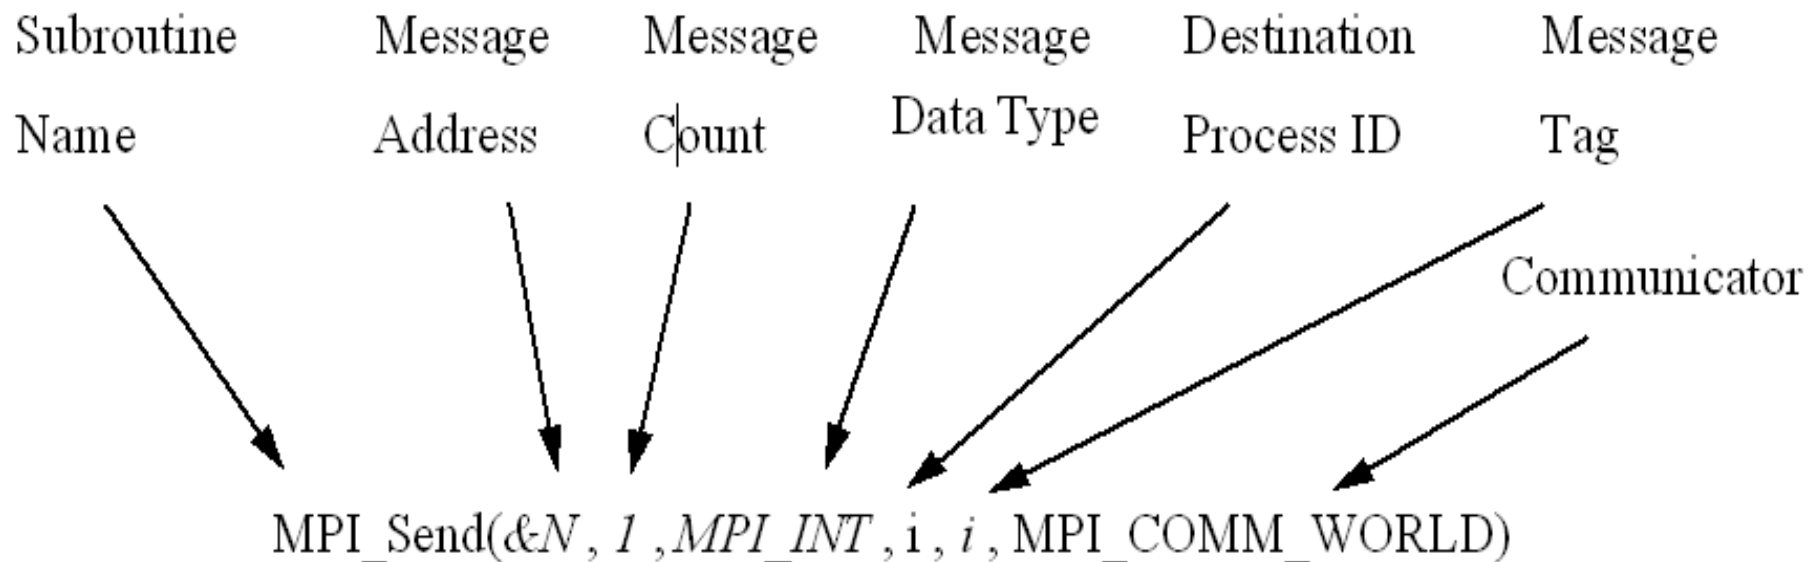 Subroutine Message Message Message Destination Message
Name Address Count Data Type Process ID Tag
Communicator
MPI_Send(&N, 1, MPI_INT, i, i, MPI_COMM_WORLD)